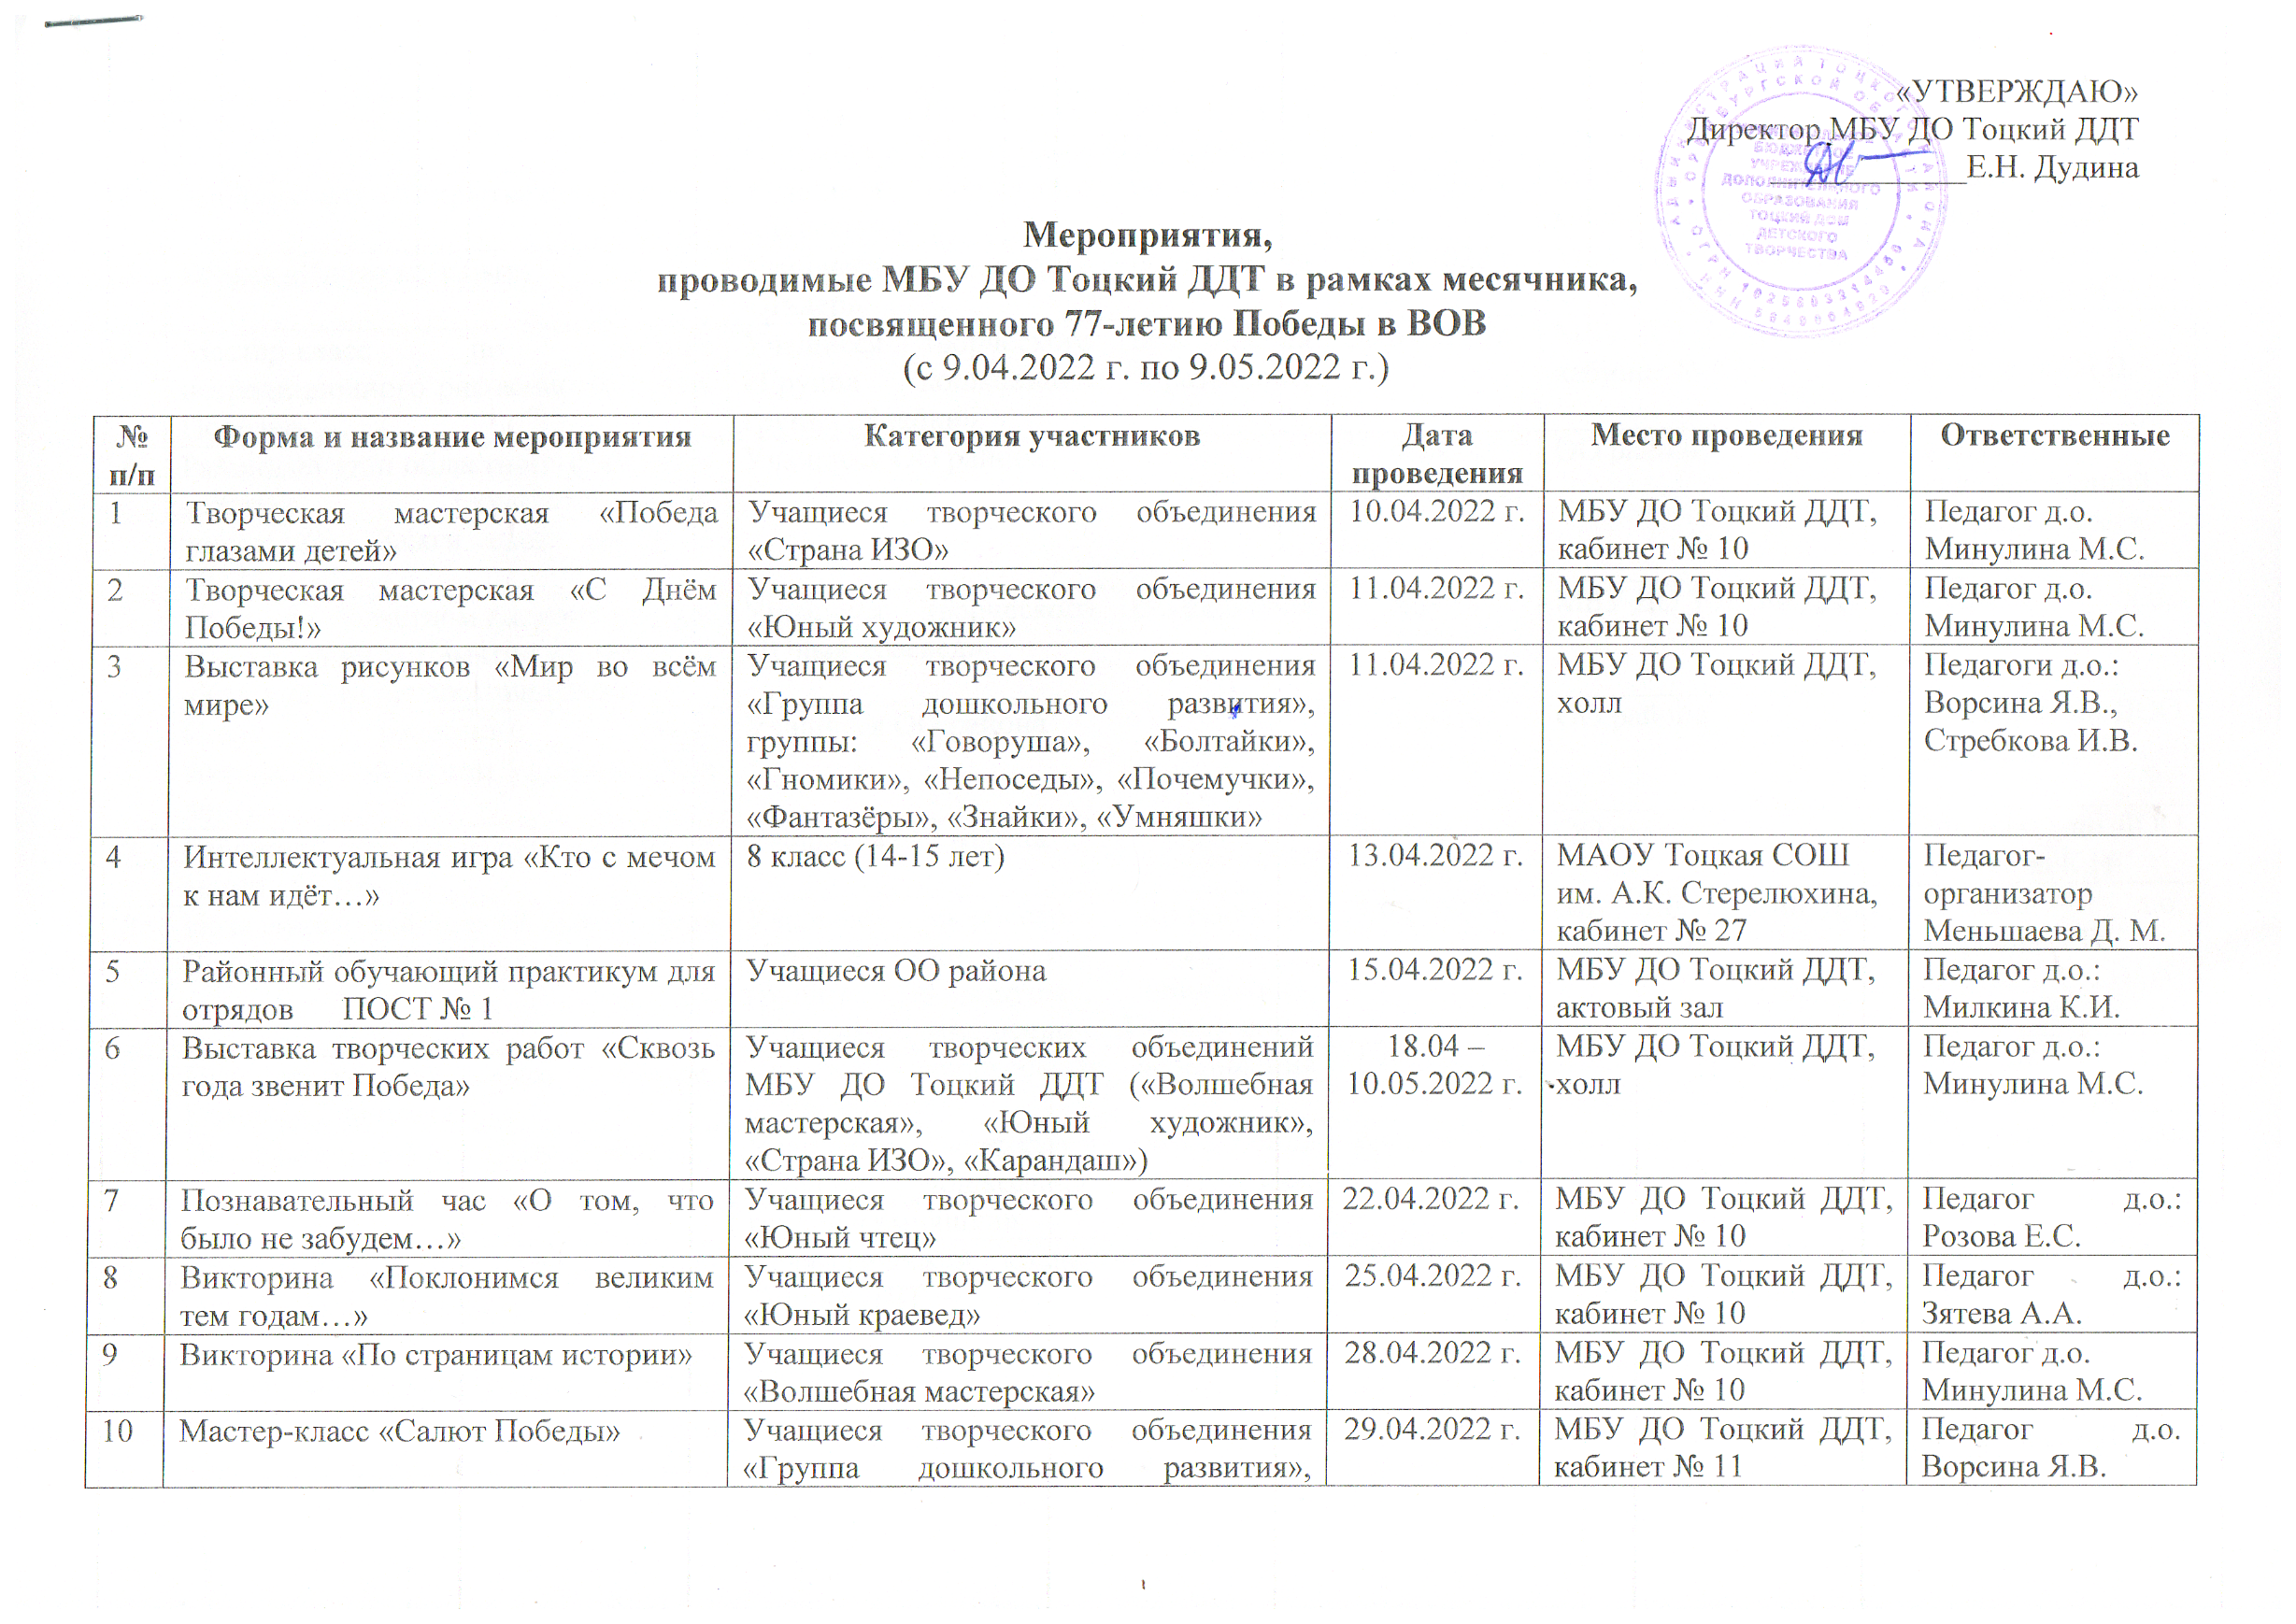 «УТВЕРЖДАЮ»
Директор МБУ ДО Тоцкий ДДТ
Е.Н. Дудина
БЮДЖЕТНОЕ
УЧРЕЖДЕНИЕ
ДОПОЛНИТЕЛЬНОГО
ОБРАЗОВАНИЯ
ТОЦКИЙ ДОМ
ДЕТСКОГО
ТВОРЧЕСТВА
Мероприятия,
проводимые МБУ ДО Тоцкий ДДТ в рамках месячника,
посвященного 77-летию Победы в ВОВ
(с 9.04.2022 г. по 9.05.2022 г.)
№ п/п Форма и название мероприятия Категория участников Дата проведения Место проведения Ответственные
1 Творческая мастерская «Победа Учащиеся творческого объединения 10.04.2022 г. МБУ ДО Тоцкий ДДТ, Педагог д.о.
глазами детей» «Страна ИЗО» кабинет № 10 Минулина М.С.
2 Творческая мастерская «С Днём Учащиеся творческого объединения 11.04.2022 г. МБУ ДО Тоцкий ДДТ, Педагог д.о.
Победы!» «Юный художник» кабинет № 10 Минулина М.С.
3 Выставка рисунков «Мир во всём Учащиеся творческого объединения 11.04.2022 г. МБУ ДО Тоцкий ДДТ, Педагоги д.о.:
мире» «Группа дошкольного развития», холл Ворсина Я.В.,
группы: «Говоруша», «Болтайки», Стребкова И.В.
«Гномики», «Непоседы», «Почемучки»,
«Фантазёры», «Знайки», «Умняшки»
4 Интеллектуальная игра «Кто с мечом 8 класс (14-15 лет) 13.04.2022 г. МАОУ Тоцкая СОШ Педагог-
к нам идёт…» им. А.К. Стерелюхина, организатор
кабинет № 27 Меньшаева Д. М.
5 Районный обучающий практикум для Учащиеся ОО района 15.04.2022 г. МБУ ДО Тоцкий ДДТ, Педагог д.о.:
отрядов ПОСТ № 1 актовый зал Милкина К.И.
6 Выставка творческих работ «Сквозь Учащиеся творческих объединений 18.04 – МБУ ДО Тоцкий ДДТ, Педагог д.о.:
года звенит Победа» МБУ ДО Тоцкий ДДТ («Волшебная 10.05.2022 г. холл Минулина М.С.
мастерская», «Юный художник»,
«Страна ИЗО», «Карандаш»)
7 Познавательный час «О том, что Учащиеся творческого объединения 22.04.2022 г. МБУ ДО Тоцкий ДДТ, Педагог д.о.:
было не забудем…» «Юный чтец» кабинет № 10 Розова Е.С.
8 Викторина «Поклонимся великим Учащиеся творческого объединения 25.04.2022 г. МБУ ДО Тоцкий ДДТ, Педагог д.о.:
тем годам…» «Юный краевед» кабинет № 10 Зятева А.А.
9 Викторина «По страницам истории» Учащиеся творческого объединения 28.04.2022 г. МБУ ДО Тоцкий ДДТ, Педагог д.о.
«Волшебная мастерская» кабинет № 10 Минулина М.С.
10 Мастер-класс «Салют Победы» Учащиеся творческого объединения 29.04.2022 г. МБУ ДО Тоцкий ДДТ, Педагог д.о.
«Группа дошкольного развития», кабинет № 11 Ворсина Я.В.